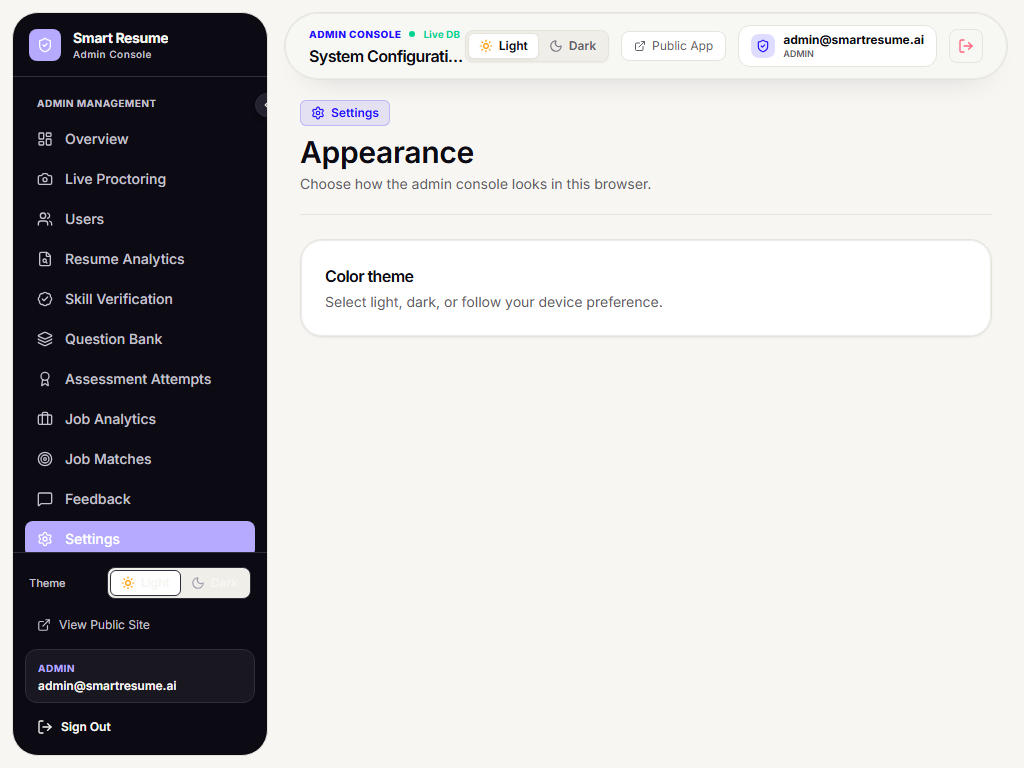 Smart Resume
Admin Console
ADMIN MANAGEMENT
Overview
Live Proctoring
Users
Resume Analytics
Skill Verification
Question Bank
Assessment Attempts
Job Analytics
Job Matches
Feedback
Settings
Theme
Light
Dark
View Public Site
ADMIN
admin@smartresume.ai
Sign Out
ADMIN CONSOLE
Live DB
System Configurati...
Light
Dark
Public App
admin@smartresume.ai
ADMIN
Settings
Appearance
Choose how the admin console looks in this browser.
Color theme
Select light, dark, or follow your device preference.